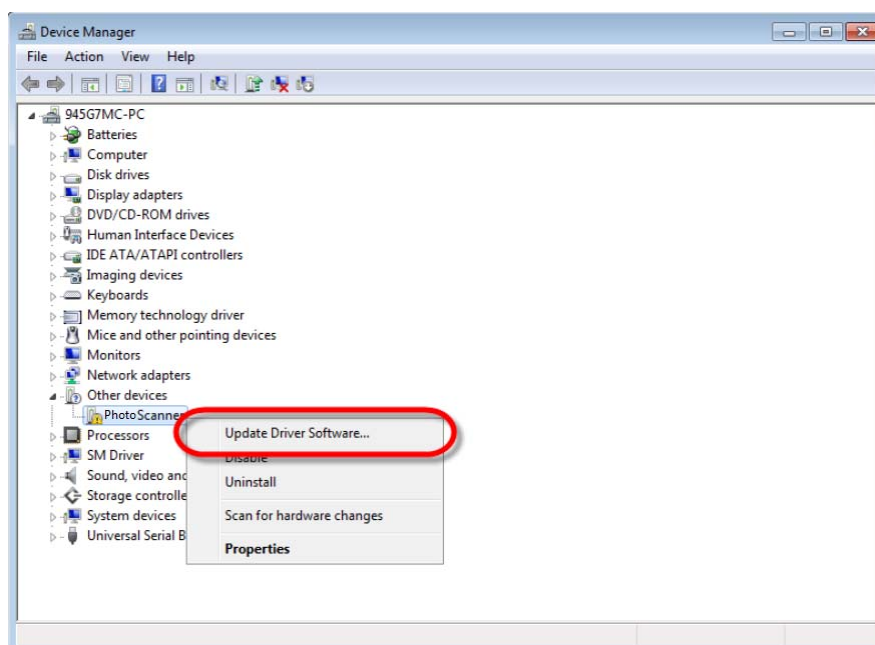 Device Manager
File Action View Help
945G7MC-PC
Batteries
Computer
Disk drives
Display adapters
DVD/CD-ROM drives
Human Interface Devices
IDE ATA/ATAPI controllers
Imaging devices
Keyboards
Memory technology driver
Mice and other pointing devices
Monitors
Network adapters
Other devices
PhotoScanner
Processors
SM Driver
Sound, video and
Storage controlle
System devices
Universal Serial B
Update Driver Software...
Disable
Uninstall
Scan for hardware changes
Properties